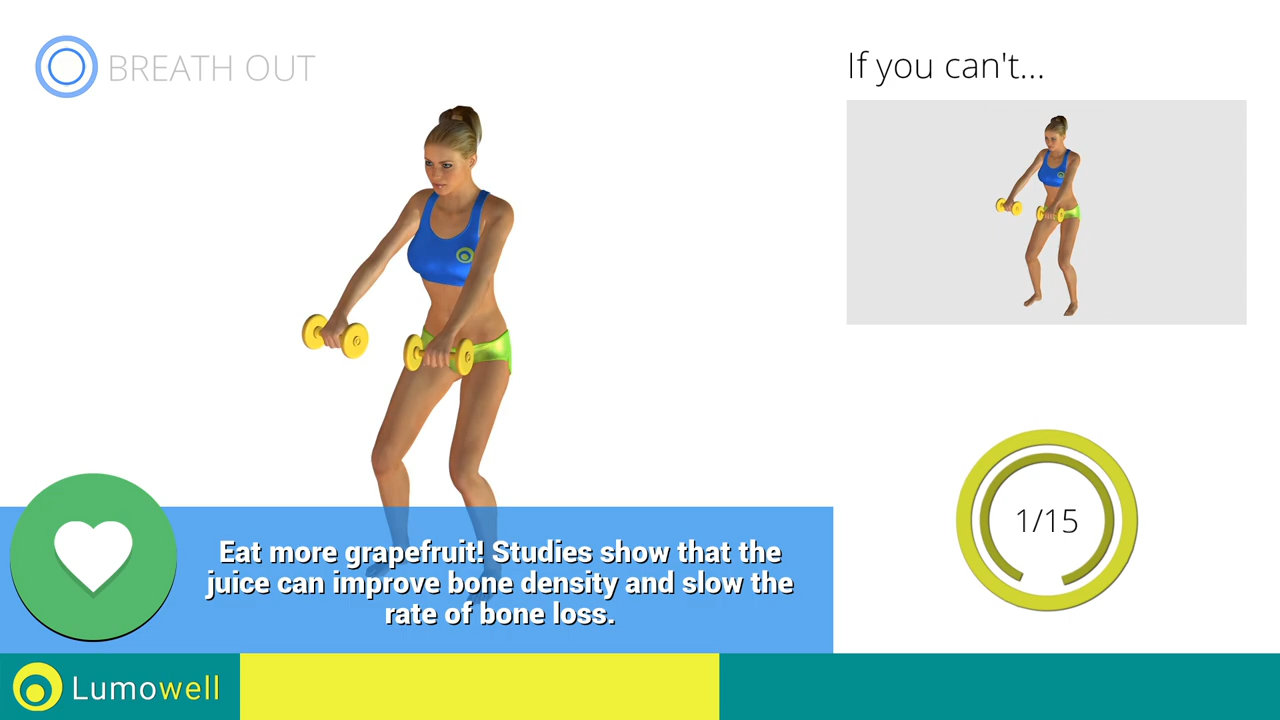 BREATH OUT
If you can't...
1/15
Eat more grapefruit! Studies show that the
juice can improve bone density and slow the
rate of bone loss.
Lumowell